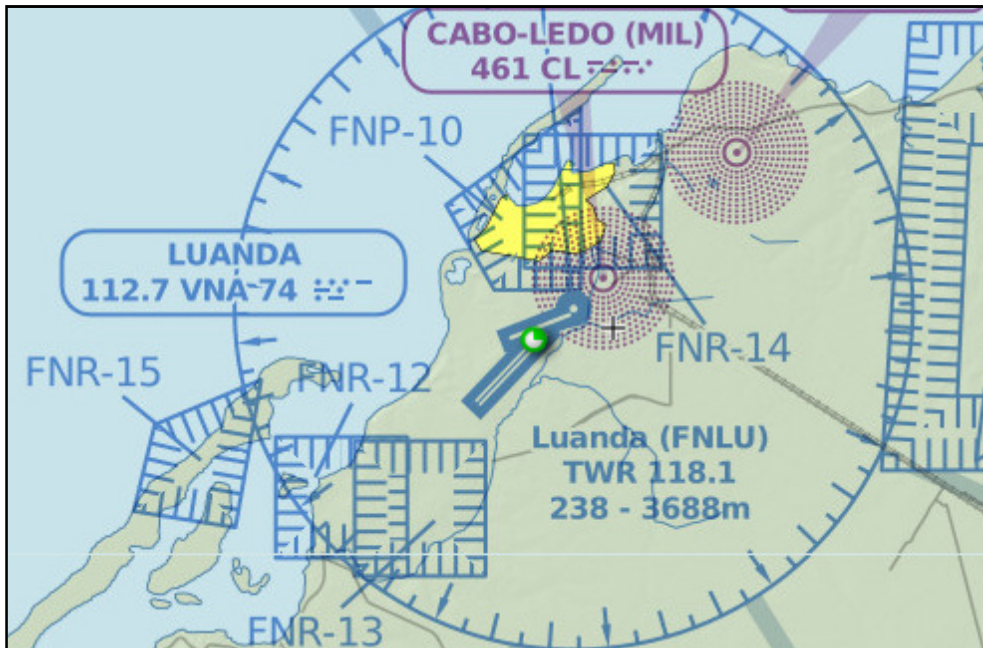 CABO-LEDO (MIL)
461 CL
FNP-10
LUANDA
112.7 VNA 74
FNR-15
FNR-12
FNR-14
Luanda (FNLU)
TWR 118.1
238 - 3688m
FNR-13